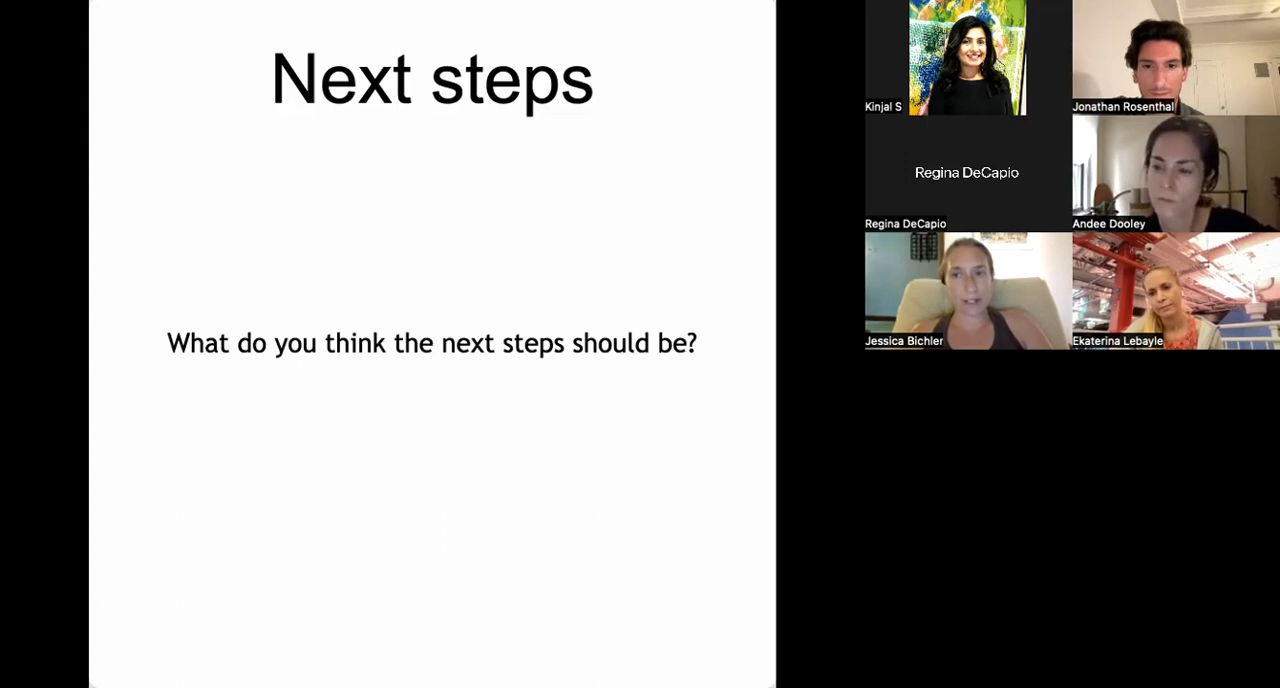 Next steps
What do you think the next steps should be?
Kinjal S
Jonathan Rosenthal
Regina DeCapio
Regina DeCapio
Andee Dooley
Jessica Bichler
Ekaterina Lebayle